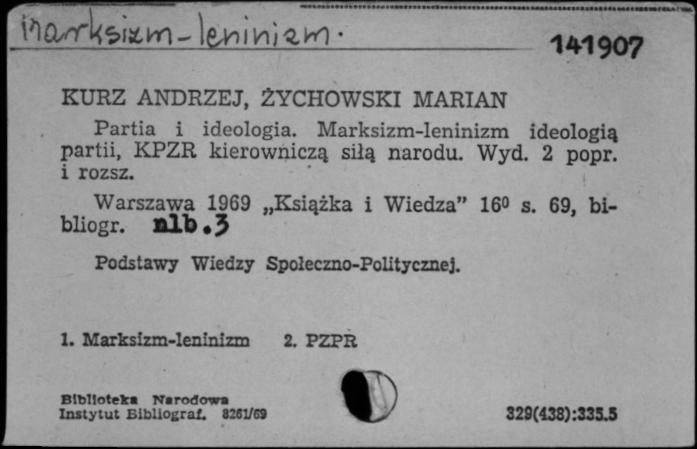 Marksizm-leninizm.
141907
KURZ ANDRZEJ, ŻYCHOWSKI MARIAN
Partia i ideologia. Marksizm-leninizm ideologią
partii, KPZR kierowniczą siłą narodu. Wyd. 2 popr.
i rozsz.
Warszawa 1969 „Książka i Wiedza” 16⁰ s. 69, bi-
bliogr. nlb.3
Podstawy Wiedzy Społeczno-Politycznej.
1. Marksizm-leninizm 2. PZPR
Biblioteka Narodowa
Instytut Bibliograf. 8261/69
329(438):335.5